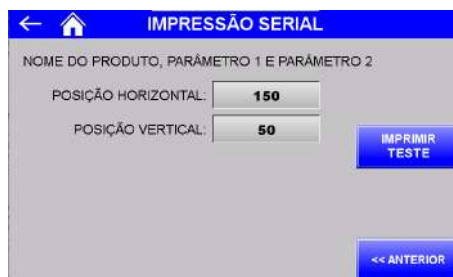 IMPRESSÃO SERIAL
NOME DO PRODUTO, PARÂMETRO 1 E PARÂMETRO 2
POSIÇÃO HORIZONTAL: 150
POSIÇÃO VERTICAL: 50
IMPRIMIR
TESTE
<< ANTERIOR